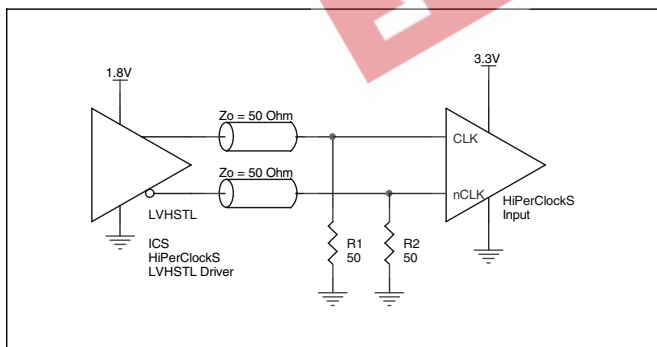 1.8V
3.3V
Zo = 50 Ohm
CLK
Zo = 50 Ohm
nCLK
HiPerClockS
Input
LVHSTL
ICS
HiPerClockS
LVHSTL Driver
R1
50
R2
50